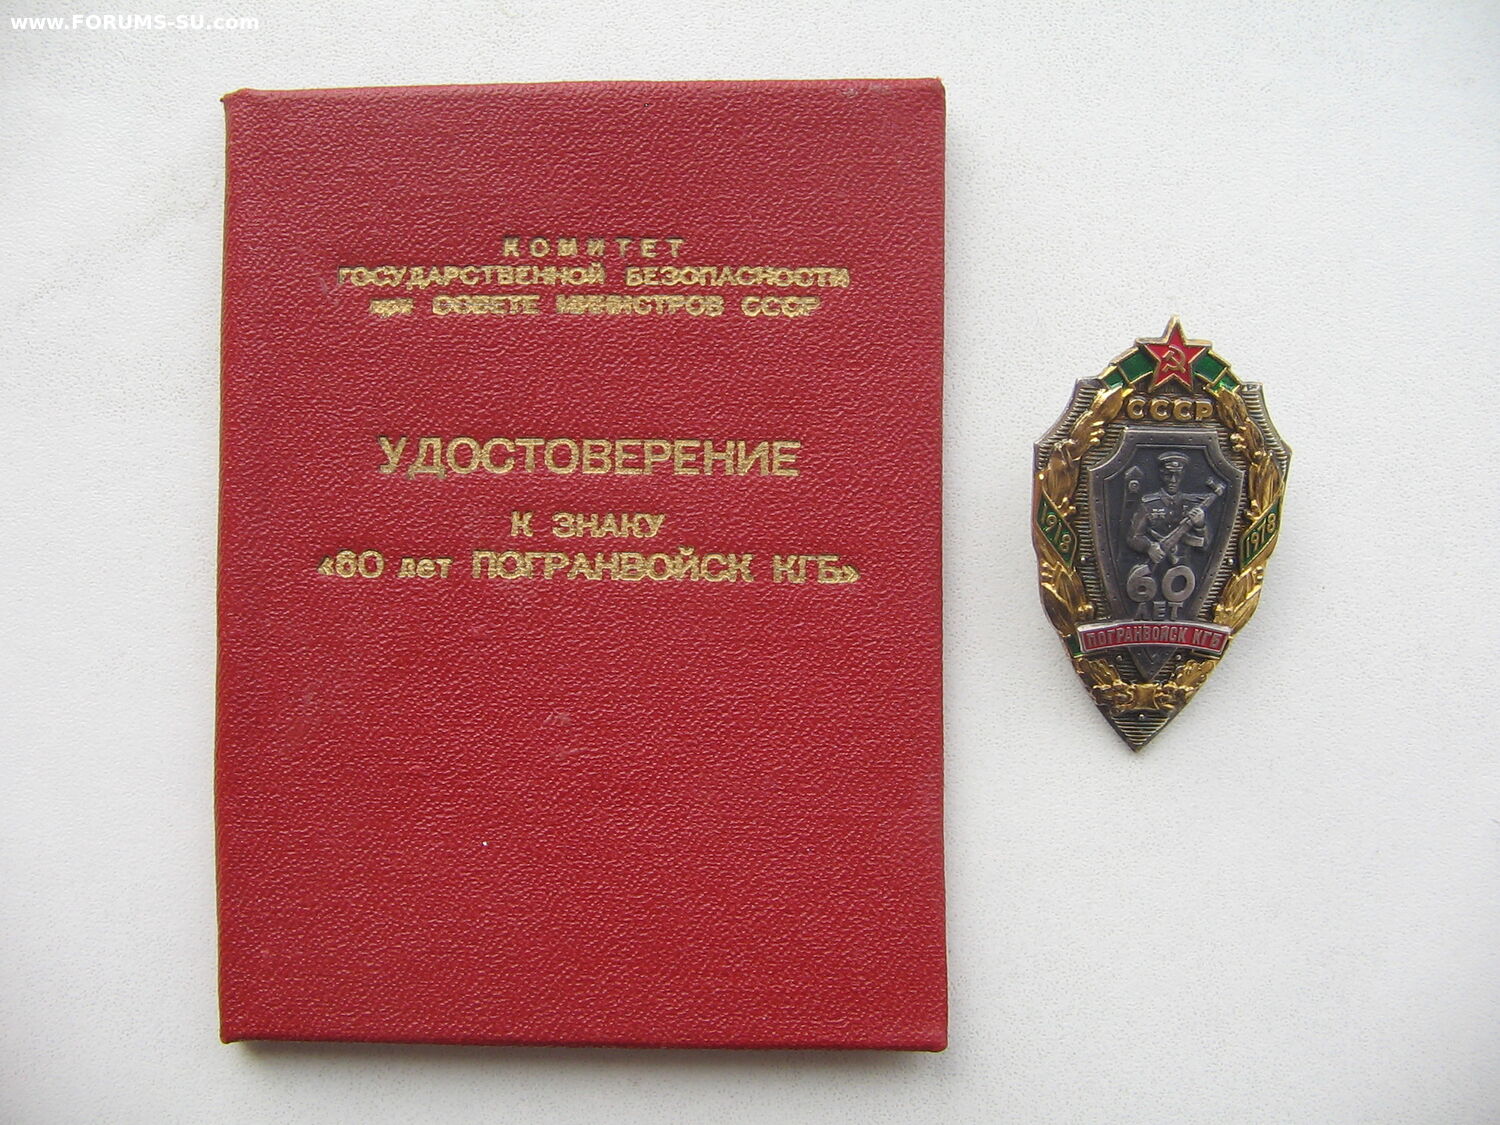 www.FORUMS-SU.com
КОМИТЕТ
ГОСУДАРСТВЕННОЙ БЕЗОПАСНОСТИ
при СОВЕТЕ МИНИСТРОВ СССР
УДОСТОВЕРЕНИЕ
К ЗНАКУ
«60 лет ПОГРАНВОЙСК КГБ»
СССР
1918 1978
60
ЛЕТ
ПОГРАНВОЙСК КГБ